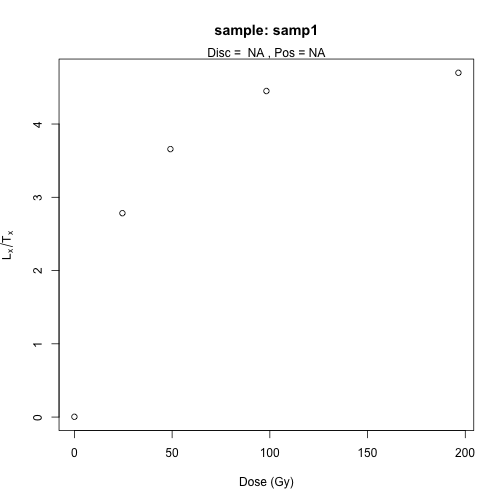 sample: samp1
Disc =  NA , Pos = NA
Lx/Tx
4
3
2
1
0
0 50 100 150 200
Dose (Gy)